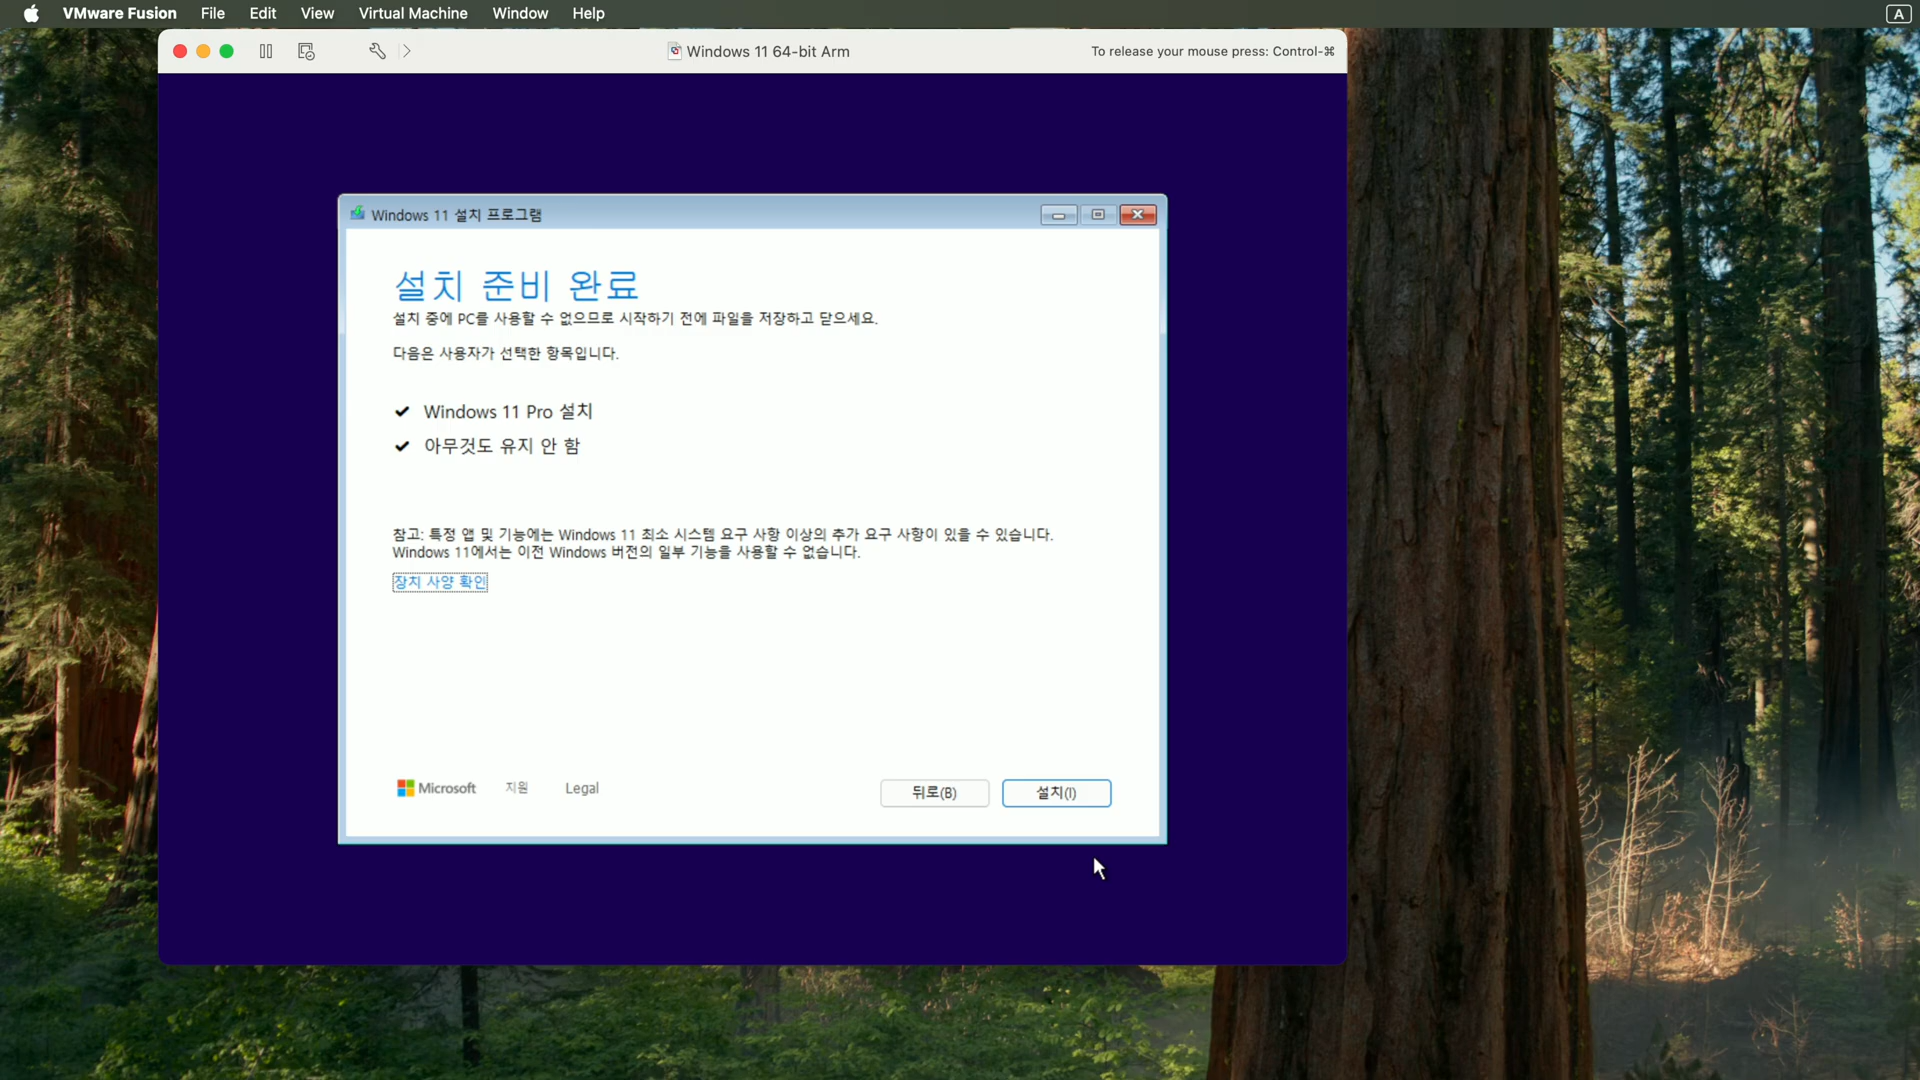 VMware Fusion File Edit View Virtual Machine Window Help A
Windows 11 64-bit Arm To release your mouse press: Control-⌘
Windows 11 설치 프로그램
설치 준비 완료
설치 중에 PC를 사용할 수 없으므로 시작하기 전에 파일을 저장하고 닫으세요.
다음은 사용자가 선택한 항목입니다.
✔ Windows 11 Pro 설치
✔ 아무것도 유지 안 함
참고: 특정 앱 및 기능에는 Windows 11 최소 시스템 요구 사항 이상의 추가 요구 사항이 있을 수 있습니다.
Windows 11에서는 이전 Windows 버전의 일부 기능을 사용할 수 없습니다.
장치 사양 확인
Microsoft 지원 Legal 뒤로(B) 설치(I)